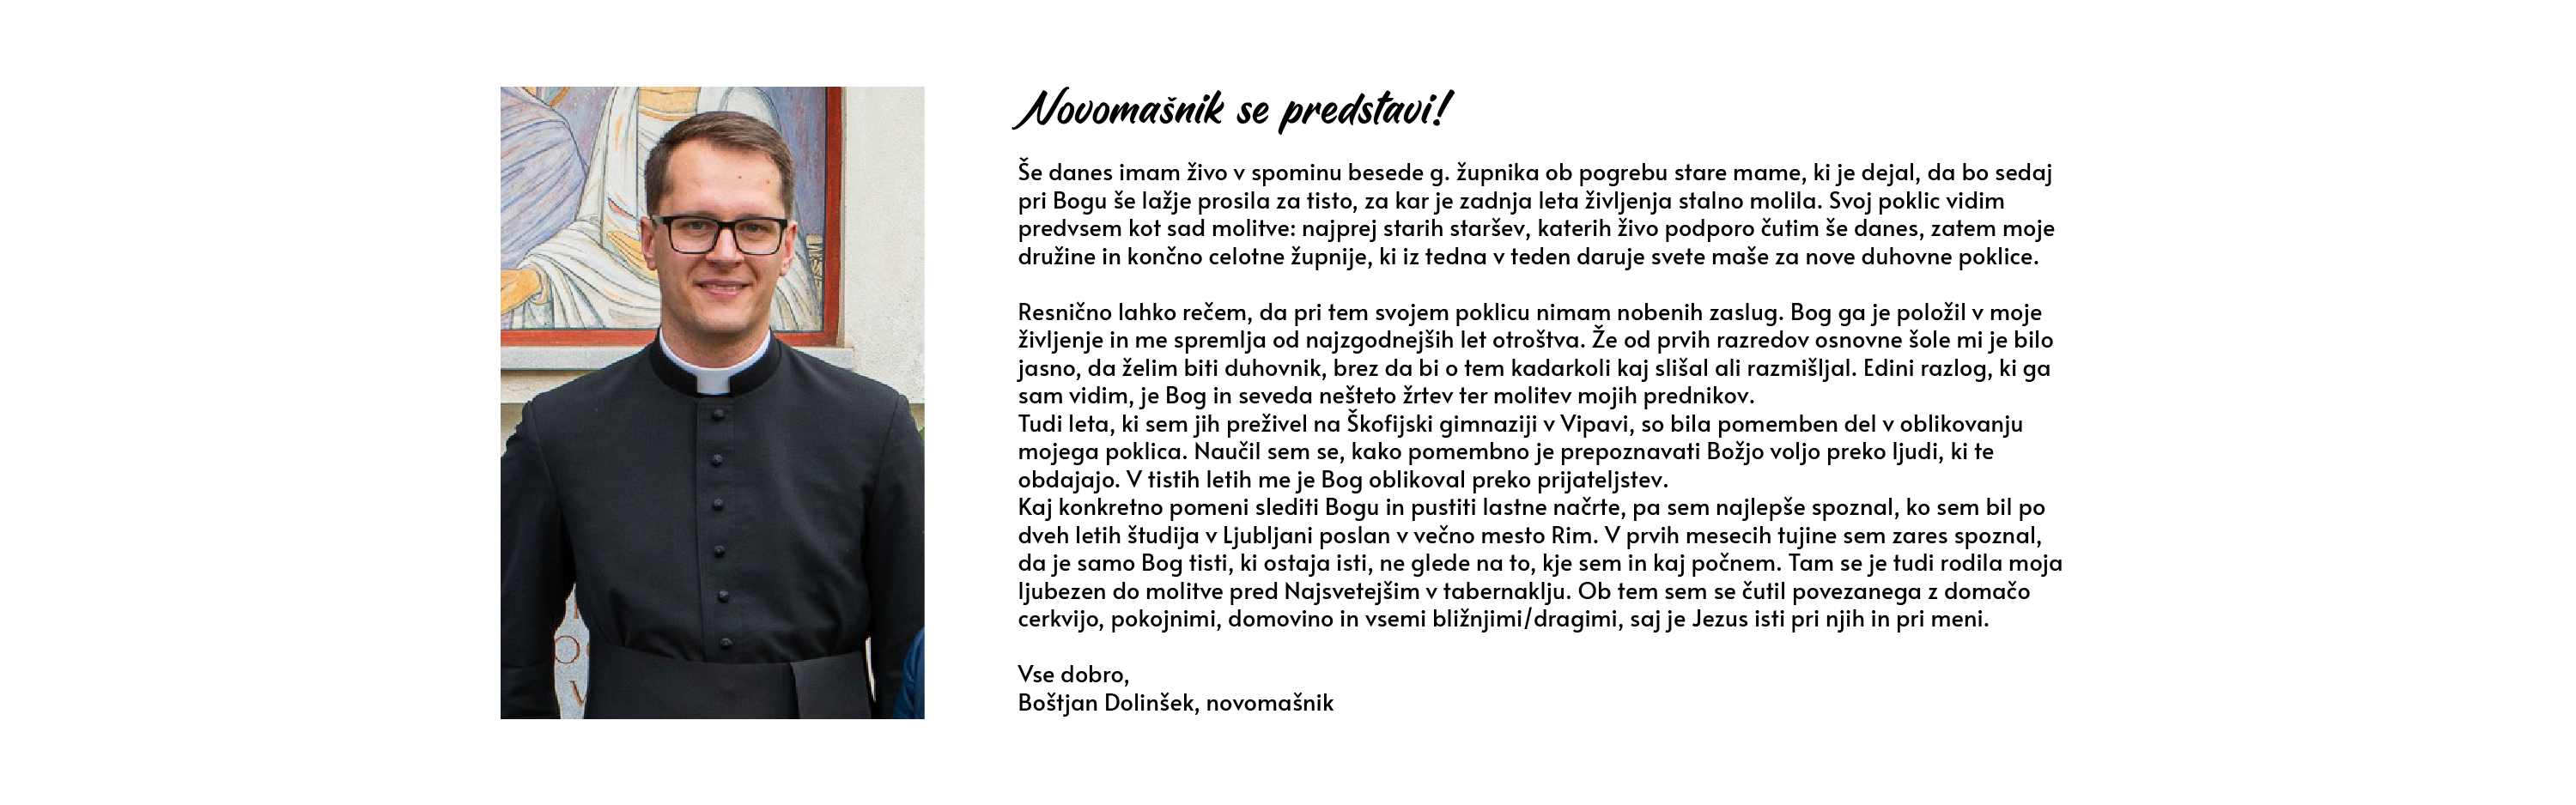 Novomašnik se predstavi!
Še danes imam živo v spominu besede g. župnika ob pogrebu stare mame, ki je dejal, da bo sedaj
pri Bogu še lažje prosila za tisto, za kar je zadnja leta življenja stalno molila. Svoj poklic vidim
predvsem kot sad molitve: najprej starih staršev, katerih živo podporo čutim še danes, zatem moje
družine in končno celotne župnije, ki iz tedna v teden daruje svete maše za nove duhovne poklice.
Resnično lahko rečem, da pri tem svojem poklicu nimam nobenih zaslug. Bog ga je položil v moje
življenje in me spremlja od najzgodnejših let otroštva. Že od prvih razredov osnovne šole mi je bilo
jasno, da želim biti duhovnik, brez da bi o tem kadarkoli kaj slišal ali razmišljal. Edini razlog, ki ga
sam vidim, je Bog in seveda nešteto žrtev ter molitev mojih prednikov.
Tudi leta, ki sem jih preživel na Škofijski gimnaziji v Vipavi, so bila pomemben del v oblikovanju
mojega poklica. Naučil sem se, kako pomembno je prepoznavati Božjo voljo preko ljudi, ki te
obdajajo. V tistih letih me je Bog oblikoval preko prijateljstev.
Kaj konkretno pomeni slediti Bogu in pustiti lastne načrte, pa sem najlepše spoznal, ko sem bil po
dveh letih študija v Ljubljani poslan v večno mesto Rim. V prvih mesecih tujine sem zares spoznal,
da je samo Bog tisti, ki ostaja isti, ne glede na to, kje sem in kaj počnem. Tam se je tudi rodila moja
ljubezen do molitve pred Najsvetejšim v tabernaklju. Ob tem sem se čutil povezanega z domačo
cerkvijo, pokojnimi, domovino in vsemi bližnjimi/dragimi, saj je Jezus isti pri njih in pri meni.
Vse dobro,
Boštjan Dolinšek, novomašnik